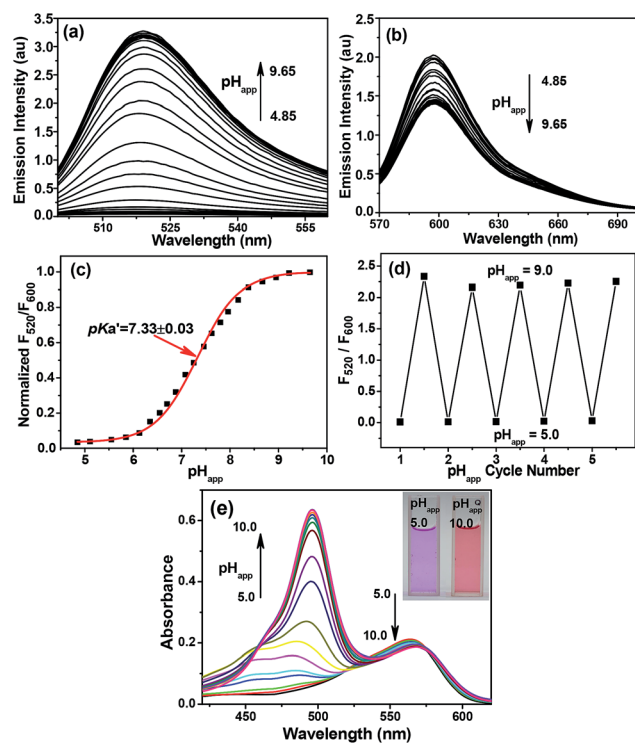 (a)
pHapp
9.65
4.85
Emission Intensity (au)
3.5
3.0
2.5
2.0
1.5
1.0
0.5
0.0
510 525 540 555
Wavelength (nm)
(b)
pHapp
4.85
9.65
Emission Intensity (au)
2.5
2.0
1.5
1.0
0.5
0.0
570 600 630 660 690
Wavelength (nm)
(c)
pKa'=7.33±0.03
Normalized F520/F600
1.0
0.8
0.6
0.4
0.2
0.0
5 6 7 8 9 10
pHapp
(d)
pHapp = 9.0
pHapp = 5.0
F520 / F600
2.5
2.0
1.5
1.0
0.5
0.0
1 2 3 4 5
pHapp Cycle Number
(e)
10.0
pHapp
5.0
5.0
10.0
pHapp pHapp
5.0 10.0
Absorbance
0.6
0.4
0.2
0.0
450 500 550 600
Wavelength (nm)